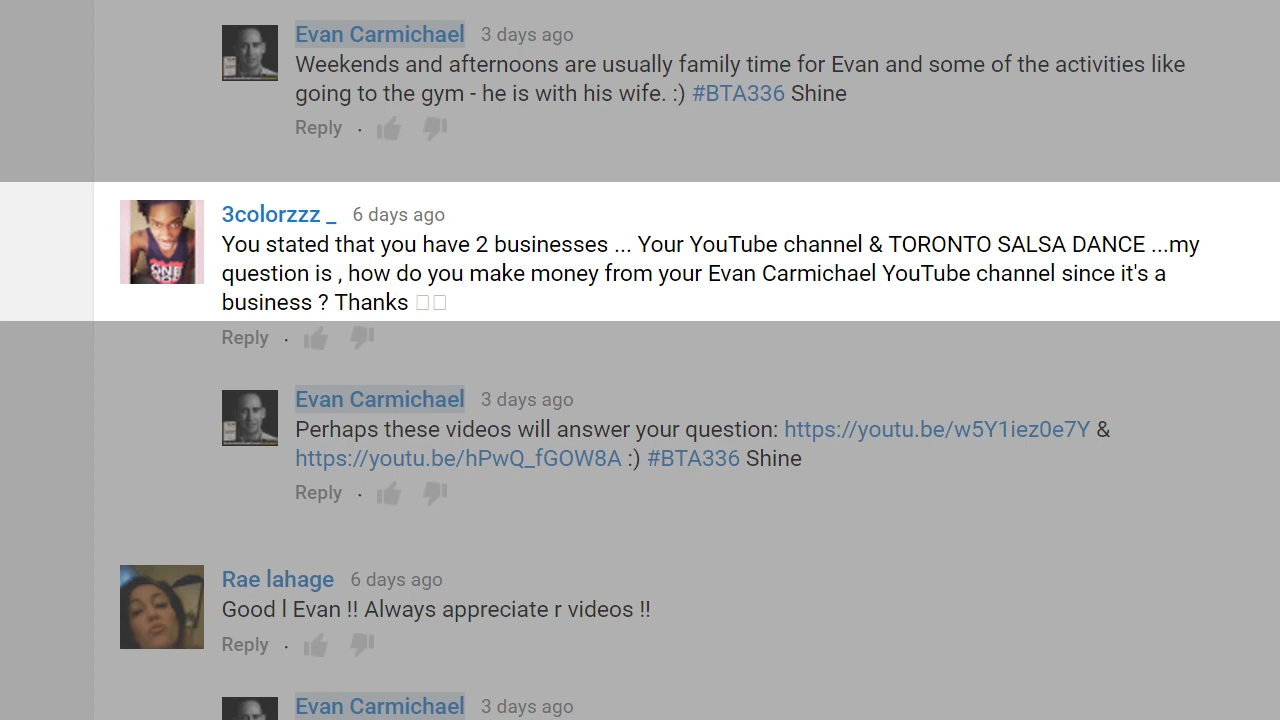 Evan Carmichael 3 days ago
Weekends and afternoons are usually family time for Evan and some of the activities like
going to the gym - he is with his wife. :) #BTA336 Shine
Reply ·
3colorzzz _ 6 days ago
You stated that you have 2 businesses ... Your YouTube channel & TORONTO SALSA DANCE ...my
question is , how do you make money from your Evan Carmichael YouTube channel since it's a
business ? Thanks □□
Reply ·
Evan Carmichael 3 days ago
Perhaps these videos will answer your question: https://youtu.be/w5Y1iez0e7Y &
https://youtu.be/hPwQ_fGOW8A :) #BTA336 Shine
Reply ·
Rae lahage 6 days ago
Good l Evan !! Always appreciate r videos !!
Reply ·
Evan Carmichael 3 days ago